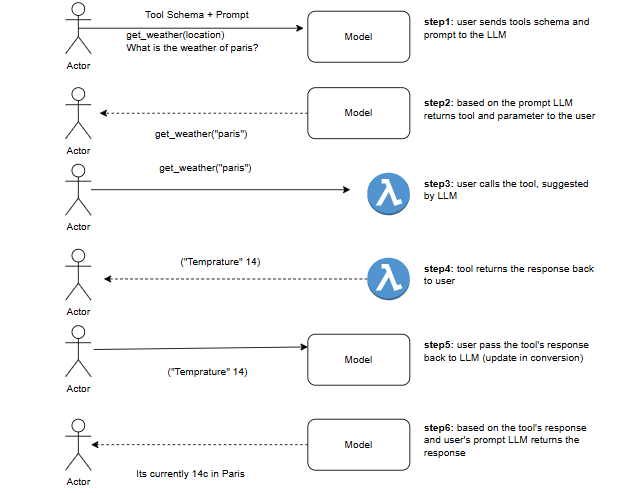 Tool Schema + Prompt
get_weather(location)
What is the weather of paris?
Actor
Model
step1: user sends tools schema and
prompt to the LLM
get_weather("paris")
Actor
Model
step2: based on the prompt LLM
returns tool and parameter to the user
get_weather("paris")
Actor
λ
step3: user calls the tool, suggested
by LLM
("Temprature" 14)
Actor
λ
step4: tool returns the response back
to user
("Temprature" 14)
Actor
Model
step5: user pass the tool's response
back to LLM (update in conversion)
Its currently 14c in Paris
Actor
Model
step6: based on the tool's response
and user's prompt LLM returns the
response